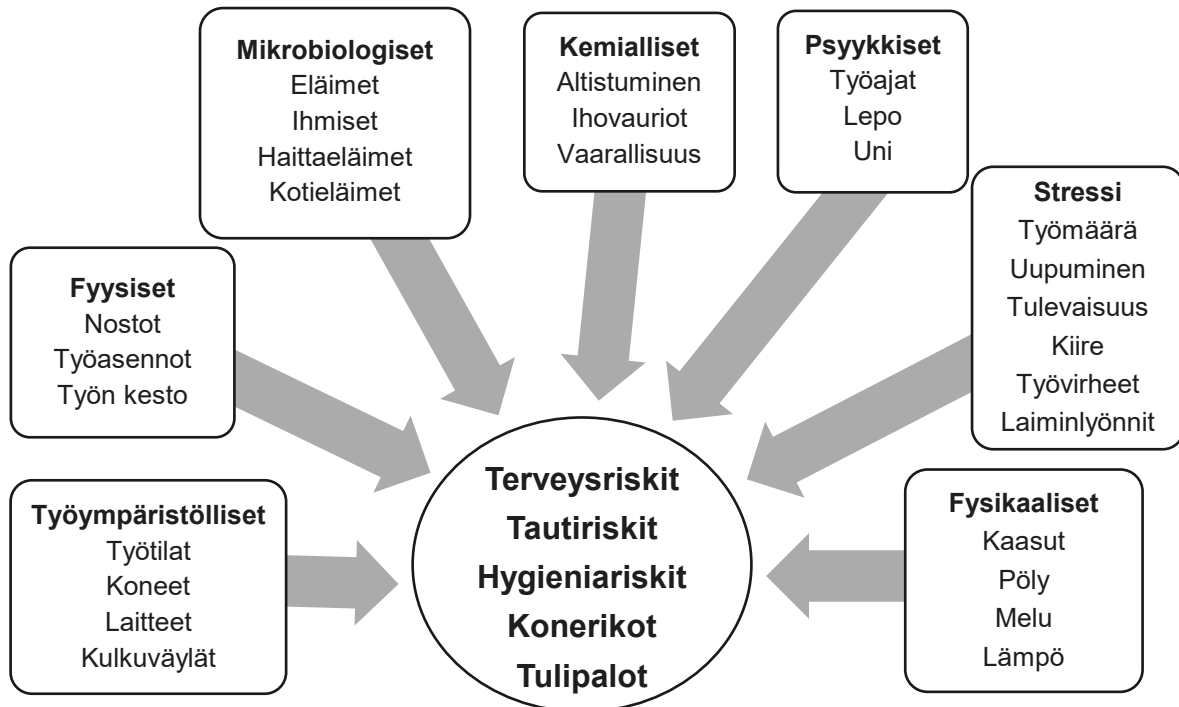 Mikrobiologiset
Eläimet
Ihmiset
Haittaeläimet
Kotieläimet
Kemialliset
Altistuminen
Ihovauriot
Vaarallisuus
Psyykkiset
Työajat
Lepo
Uni
Stressi
Työmäärä
Uupuminen
Tulevaisuus
Kiire
Työvirheet
Laiminlyönnit
Fyysiset
Nostot
Työasennot
Työn kesto
Työympäristölliset
Työtilat
Koneet
Laitteet
Kulkuväylät
Terveysriskit
Tautiriskit
Hygieniariskit
Konerikot
Tulipalot
Fysikaaliset
Kaasut
Pöly
Melu
Lämpö